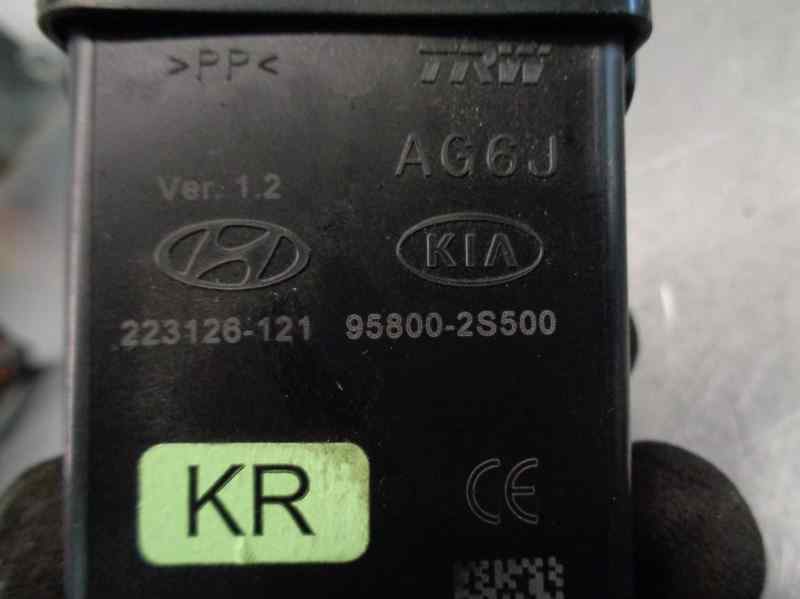 >PP< TRW
AG6J
Ver. 1.2
KIA
223126-121 95800-2S500
KR CE